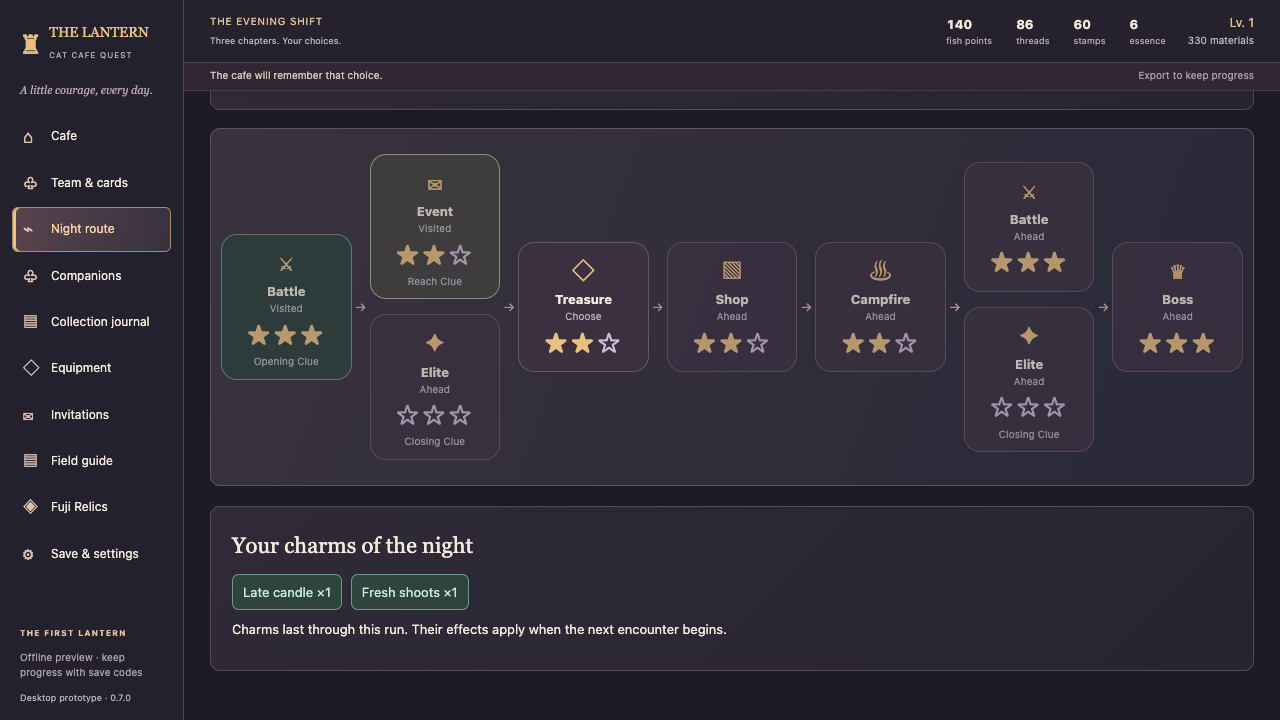 THE LANTERN
CAT CAFE QUEST
A little courage, every day.
Cafe
Team & cards
Night route
Companions
Collection journal
Equipment
Invitations
Field guide
Fuji Relics
Save & settings
THE FIRST LANTERN
Offline preview · keep
progress with save codes
Desktop prototype · 0.7.0
THE EVENING SHIFT
Three chapters. Your choices.
140
fish points
86
threads
60
stamps
6
essence
Lv. 1
330 materials
The cafe will remember that choice.
Export to keep progress
Battle
Visited
Opening Clue
Event
Visited
Reach Clue
Elite
Ahead
Closing Clue
Treasure
Choose
Shop
Ahead
Campfire
Ahead
Battle
Ahead
Elite
Ahead
Closing Clue
Boss
Ahead
Your charms of the night
Late candle ×1
Fresh shoots ×1
Charms last through this run. Their effects apply when the next encounter begins.